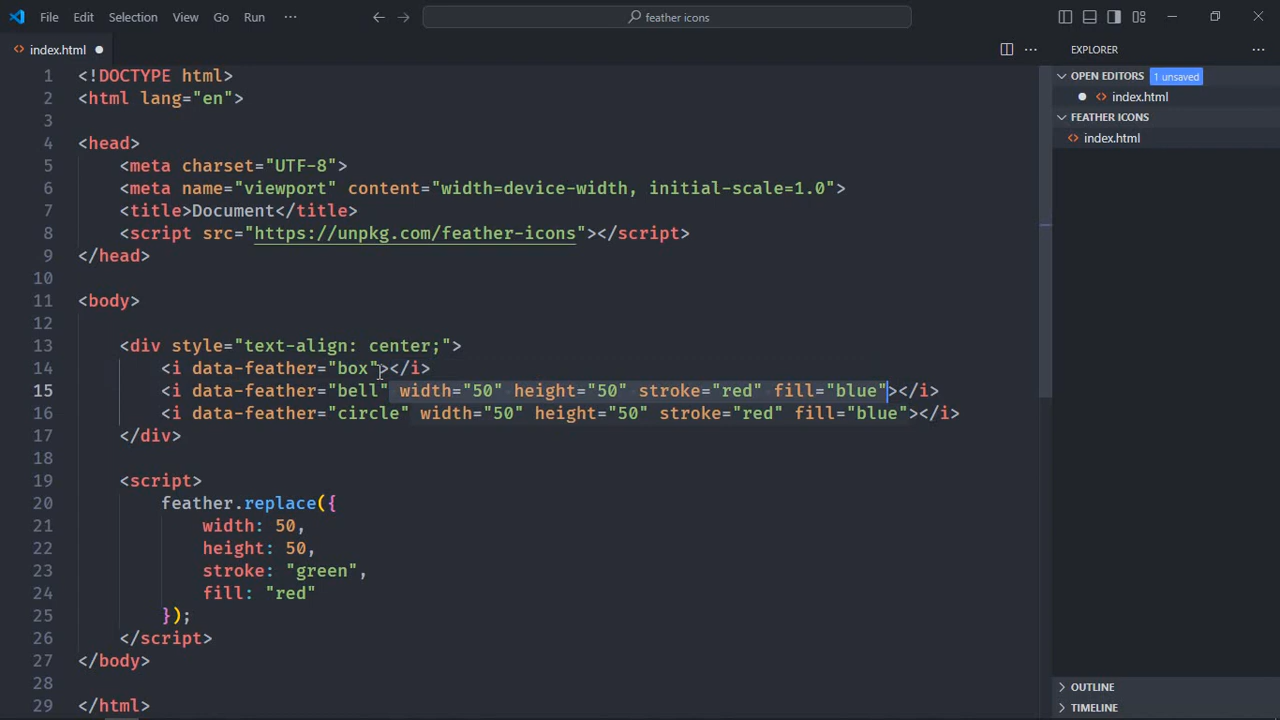 File Edit Selection View Go Run ··· feather icons
index.html EXPLORER
1 <!DOCTYPE html>
2 <html lang="en">
3
4 <head>
5 <meta charset="UTF-8">
6 <meta name="viewport" content="width=device-width, initial-scale=1.0">
7 <title>Document</title>
8 <script src="https://unpkg.com/feather-icons"></script>
9 </head>
10
11 <body>
12
13 <div style="text-align: center;">
14 <i data-feather="box"></i>
15 <i data-feather="bell" width="50" height="50" stroke="red" fill="blue"></i>
16 <i data-feather="circle" width="50" height="50" stroke="red" fill="blue"></i>
17 </div>
18
19 <script>
20 feather.replace({
21 width: 50,
22 height: 50,
23 stroke: "green",
24 fill: "red"
25 });
26 </script>
27 </body>
28
29 </html>
OPEN EDITORS 1 unsaved
index.html
FEATHER ICONS
index.html
OUTLINE
TIMELINE